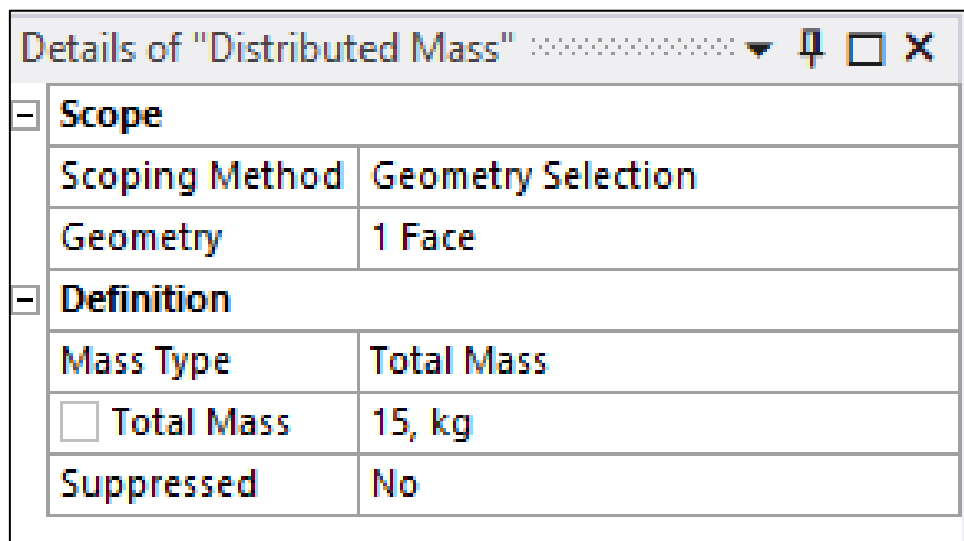 Details of "Distributed Mass"
Scope
Scoping Method Geometry Selection
Geometry 1 Face
Definition
Mass Type Total Mass
Total Mass 15, kg
Suppressed No